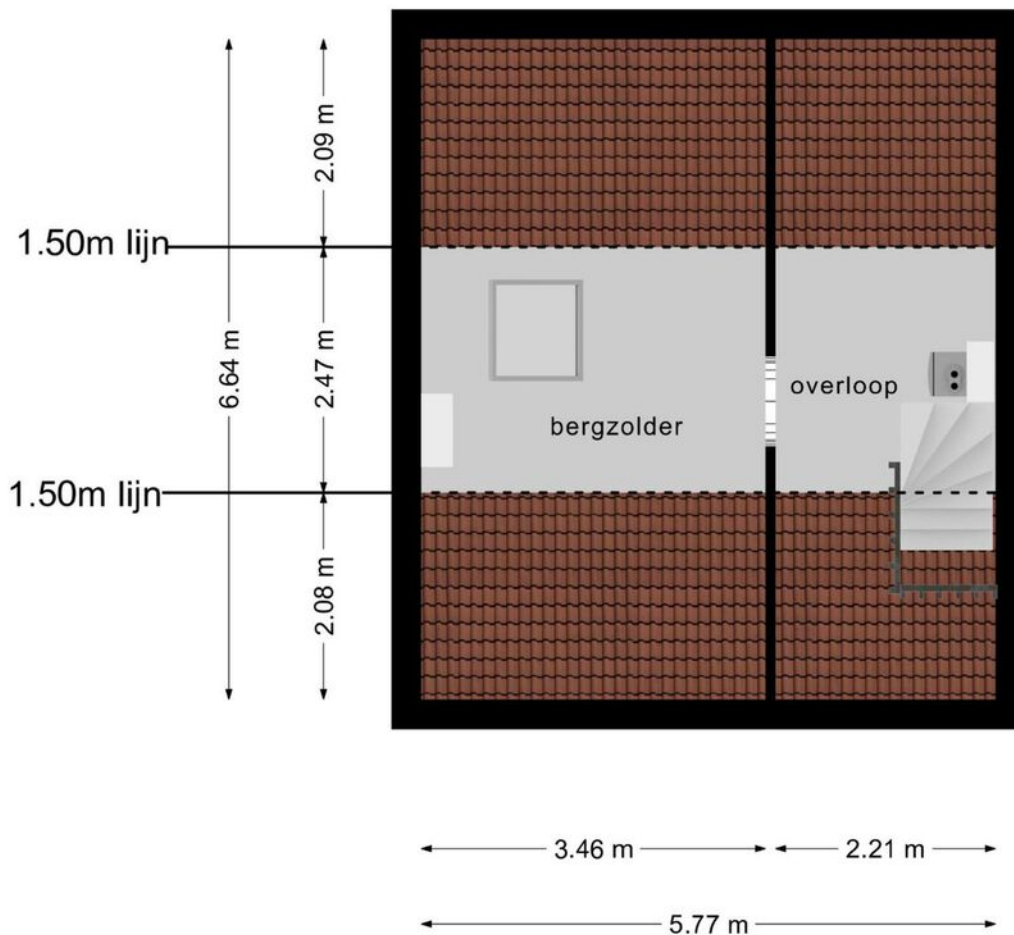 2.09 m
1.50m lijn
6.64 m
2.47 m
overloop
bergzolder
1.50m lijn
2.08 m
3.46 m
2.21 m
5.77 m